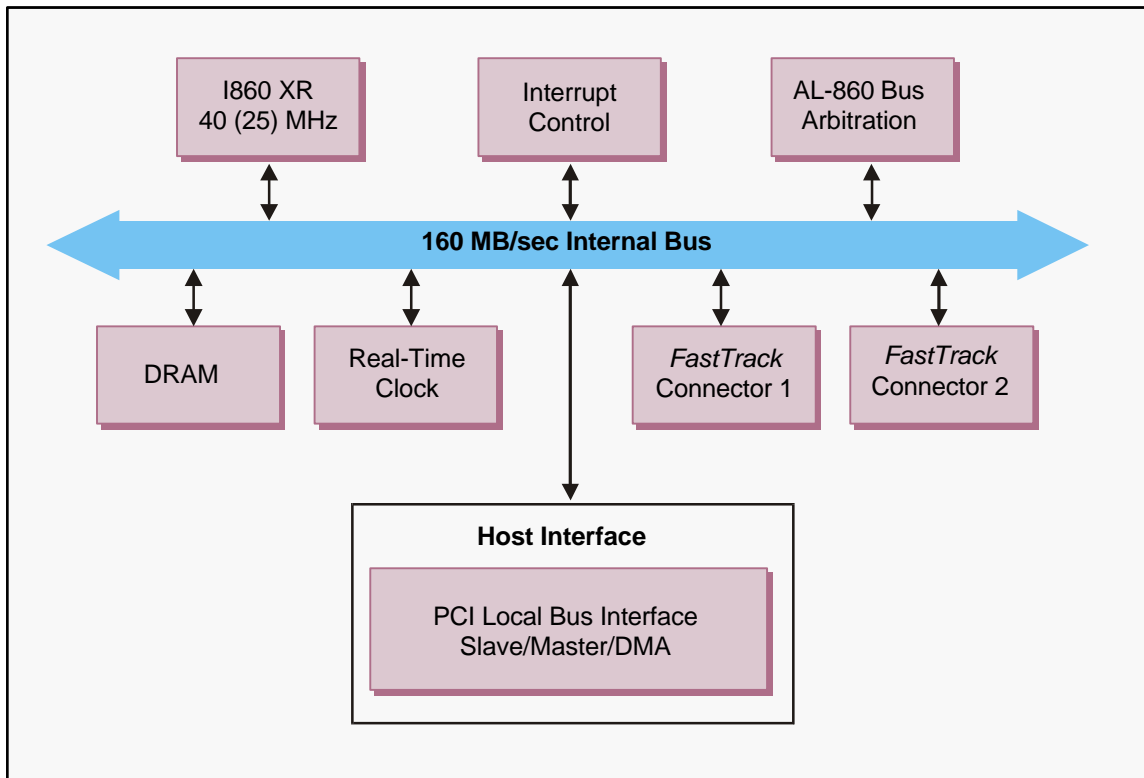 I860 XR
40 (25) MHz
Interrupt
Control
AL-860 Bus
Arbitration
160 MB/sec Internal Bus
DRAM
Real-Time
Clock
FastTrack
Connector 1
FastTrack
Connector 2
Host Interface
PCI Local Bus Interface
Slave/Master/DMA